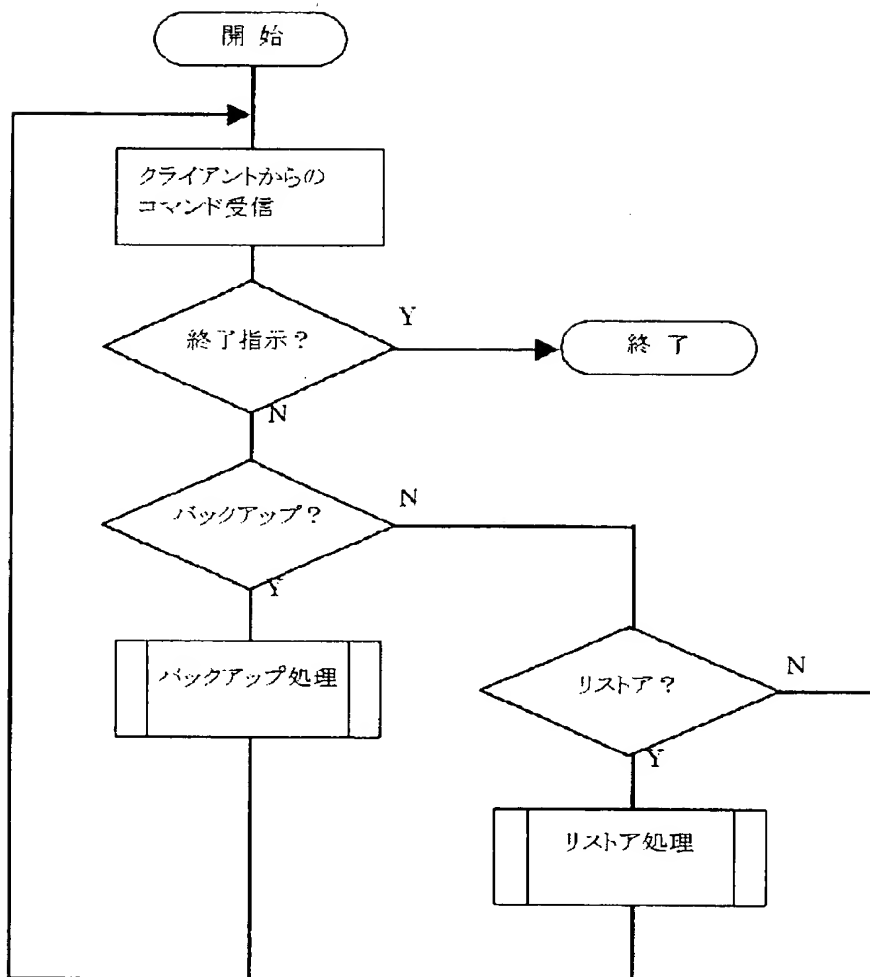 開 始
クライアントからの
コマンド受信
終了指示？
Y
終 了
N
バックアップ？
N
Y
バックアップ処理
リストア？
N
Y
リストア処理